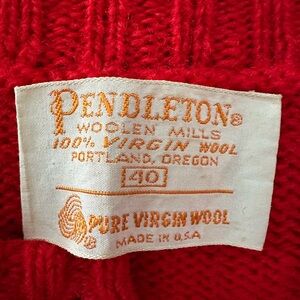 PENDLETON®
WOOLEN MILLS
100% VIRGIN WOOL
PORTLAND, OREGON
40
PURE VIRGIN WOOL
MADE IN U.S.A